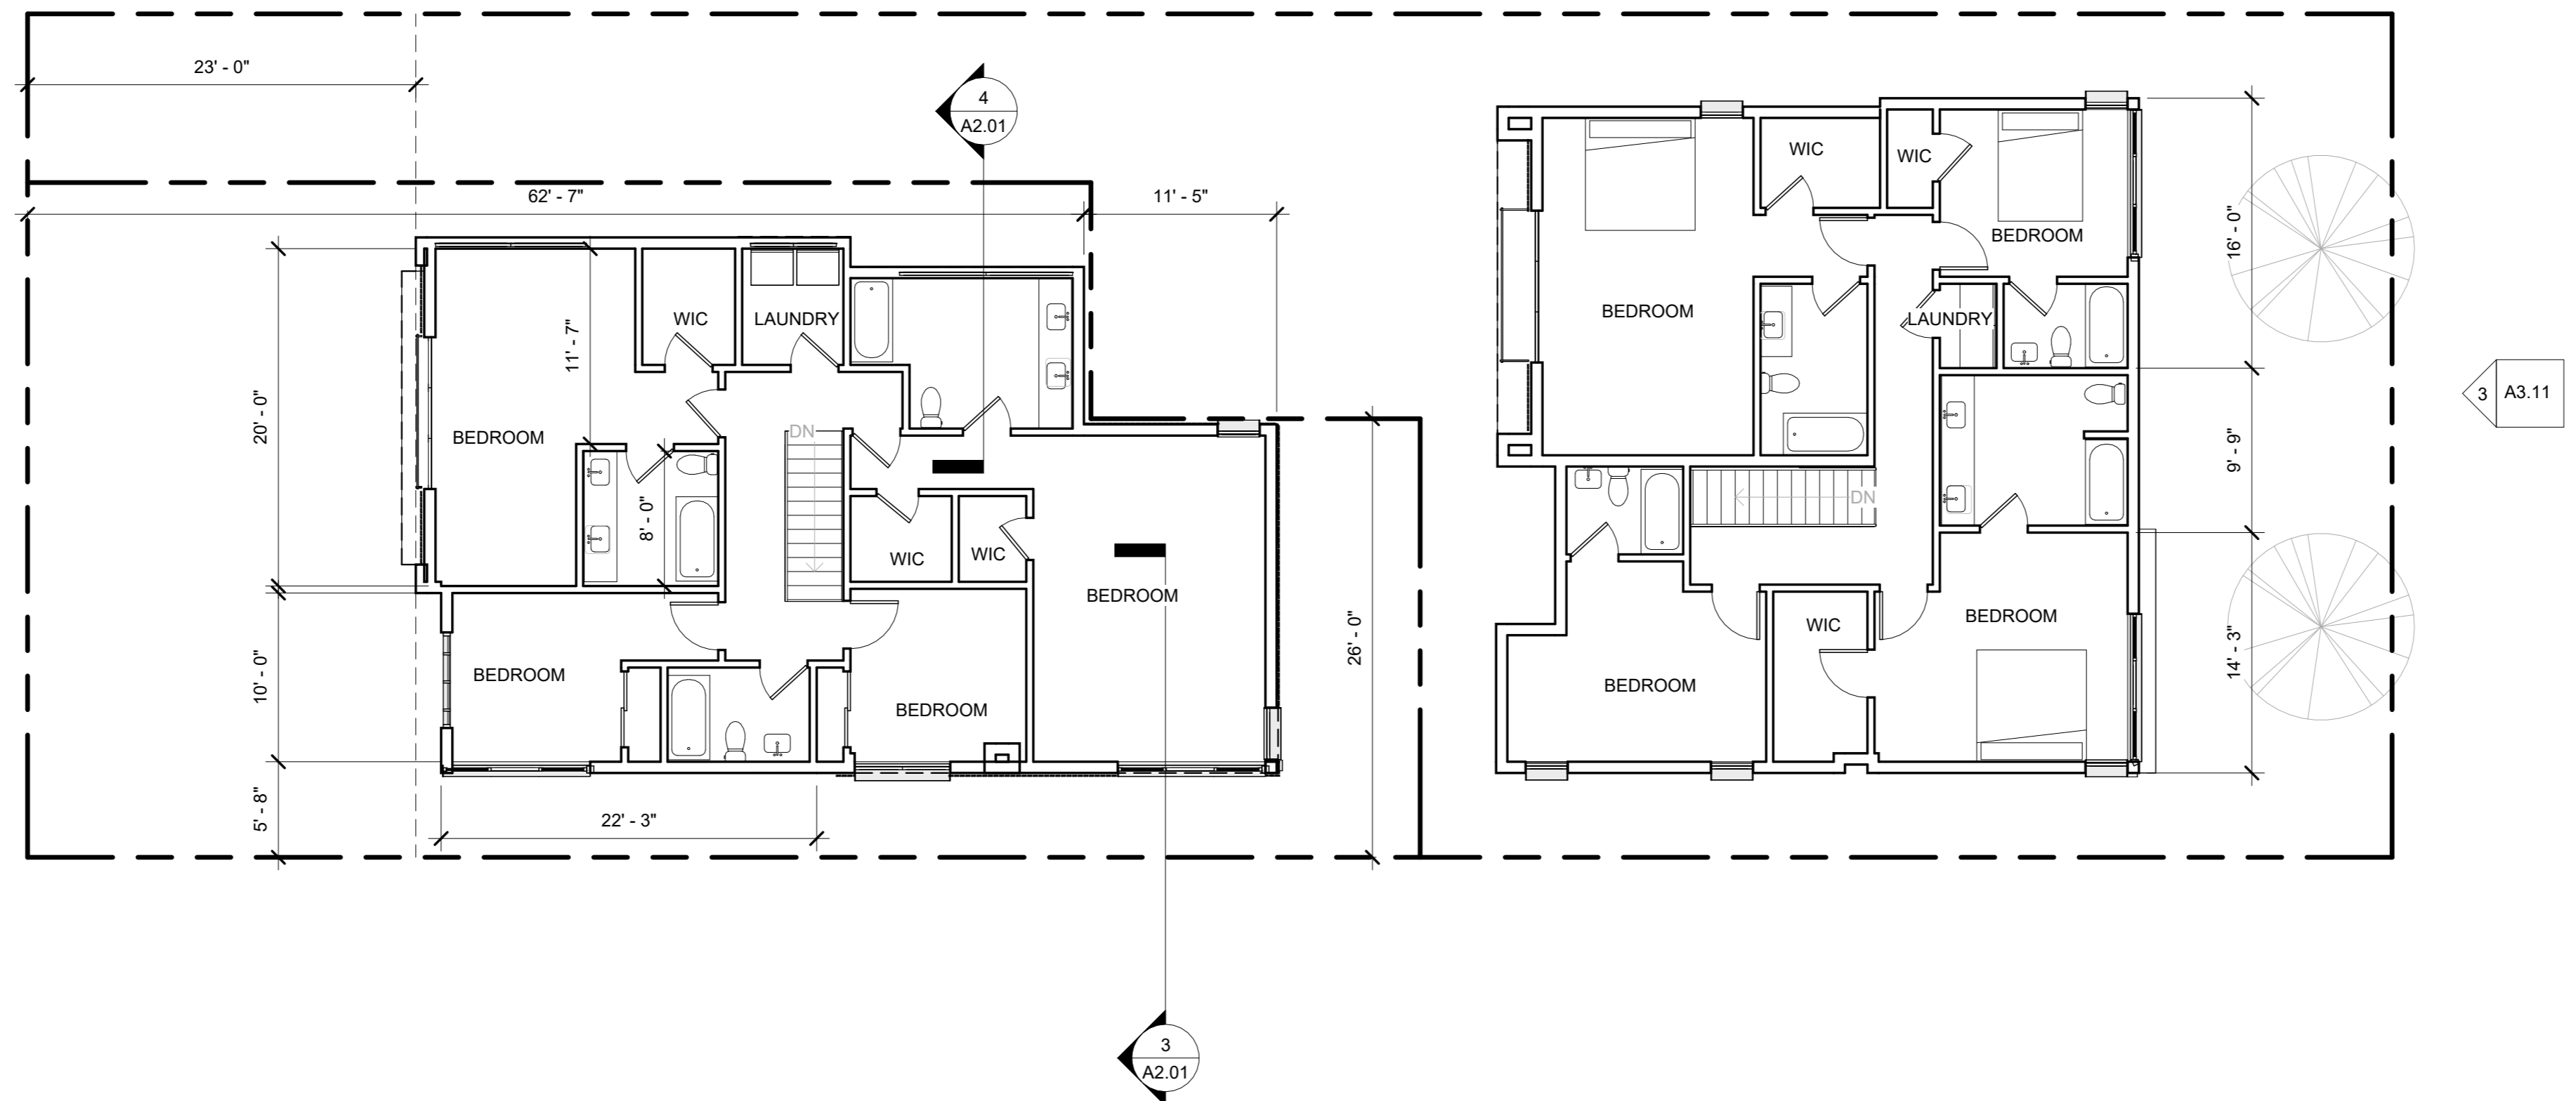 23' - 0"
4
A2.01
62' - 7"
11' - 5"
WIC
WIC
BEDROOM
16' - 0"
11' - 7"
WIC
LAUNDRY
BEDROOM
LAUNDRY
20' - 0"
BEDROOM
DN
3
A3.11
9' - 9"
8' - 0"
DN
WIC
WIC
BEDROOM
26' - 0"
WIC
BEDROOM
14' - 3"
10' - 0"
BEDROOM
BEDROOM
BEDROOM
5' - 8"
22' - 3"
3
A2.01